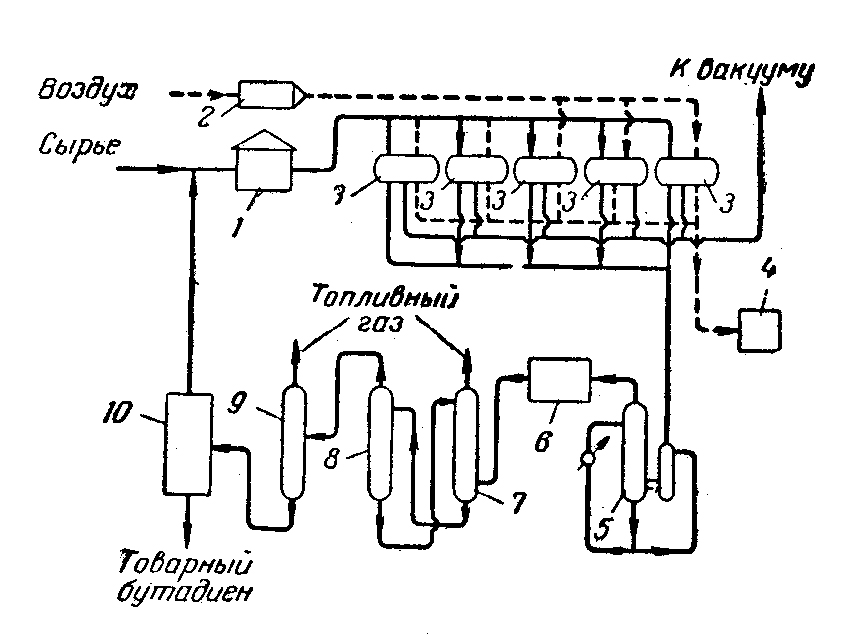 Воздух
2
К вакууму
Сырье
1
3
3
3
3
3
4
Топливный
газ
10
9
8
7
6
5
Товарный
бутадиен